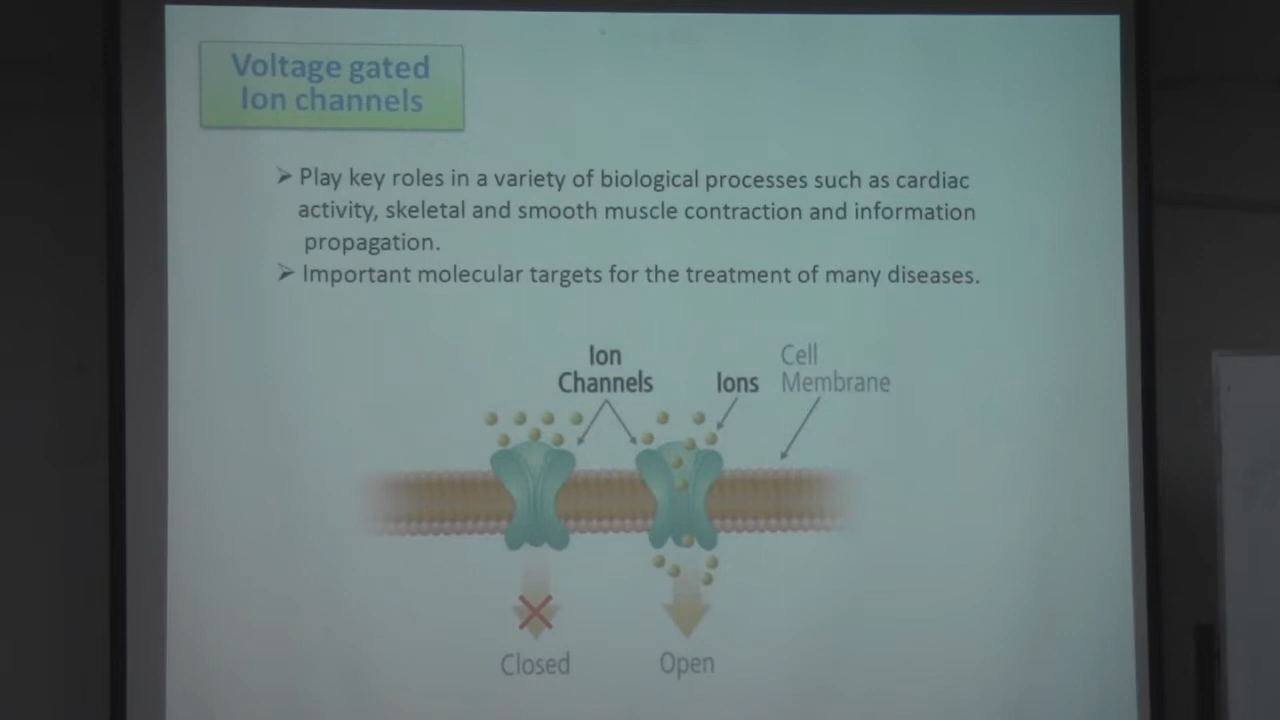 Voltage gated
Ion channels
➢ Play key roles in a variety of biological processes such as cardiac
activity, skeletal and smooth muscle contraction and information
propagation.
➢ Important molecular targets for the treatment of many diseases.
Ion
Channels
Ions
Cell
Membrane
Closed
Open